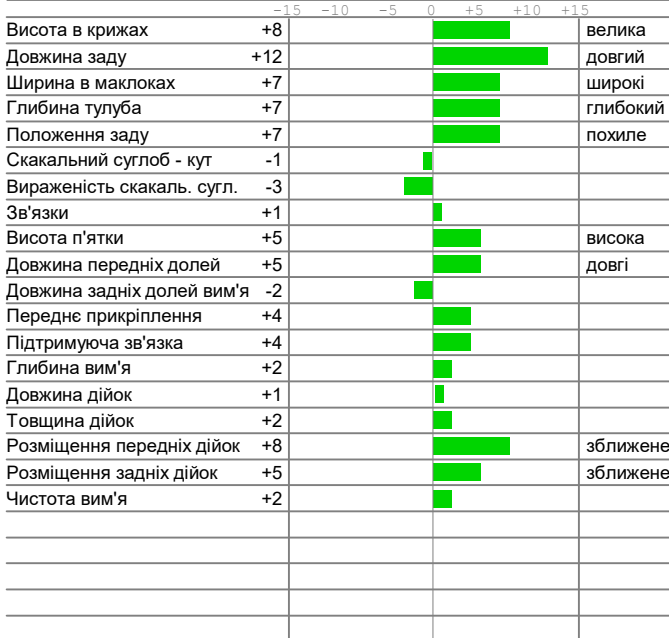 -15 -10 -5 0 +5 +10 +15
Висота в крижах +8 велика
Довжина заду +12 довгий
Ширина в маклоках +7 широкі
Глибина тулуба +7 глибокий
Положення заду +7 похиле
Скакальний суглоб - кут -1
Вираженість скакаль. сугл. -3
Зв'язки +1
Висота п'ятки +5 висока
Довжина передніх долей +5 довгі
Довжина задніх долей вим'я -2
Переднє прикріплення +4
Підтримуюча зв'язка +4
Глибина вим'я +2
Довжина дійок +1
Товщина дійок +2
Розміщення передніх дійок +8 зближене
Розміщення задніх дійок +5 зближене
Чистота вим'я +2